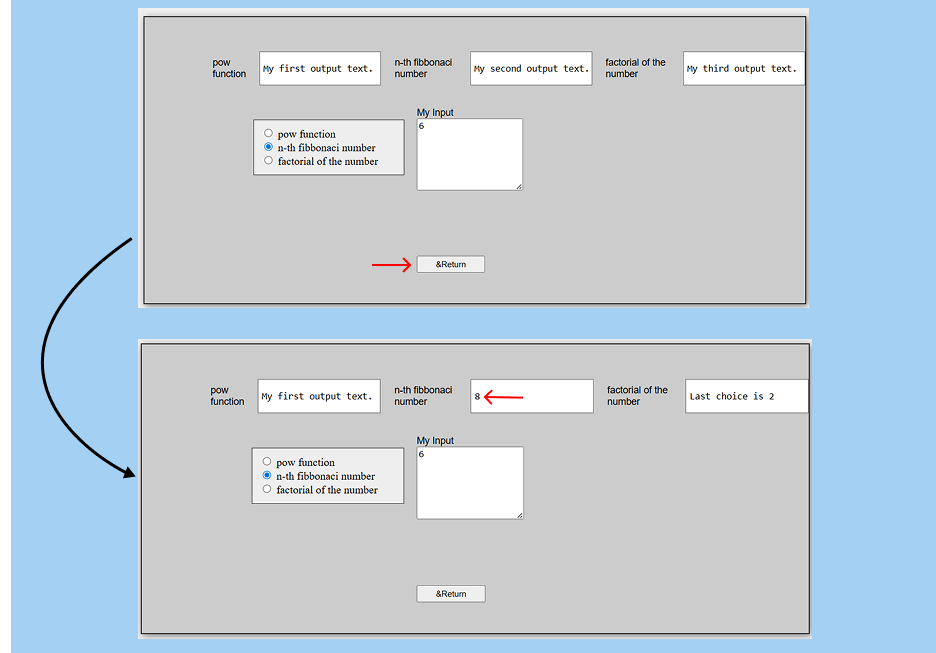 pow
function
My first output text.
n-th fibbonaci
number
My second output text.
factorial of the
number
My third output text.
pow function
n-th fibbonaci number
factorial of the number
My Input
6
&Return
pow
function
My first output text.
n-th fibbonaci
number
8
factorial of the
number
Last choice is 2
pow function
n-th fibbonaci number
factorial of the number
My Input
6
&Return